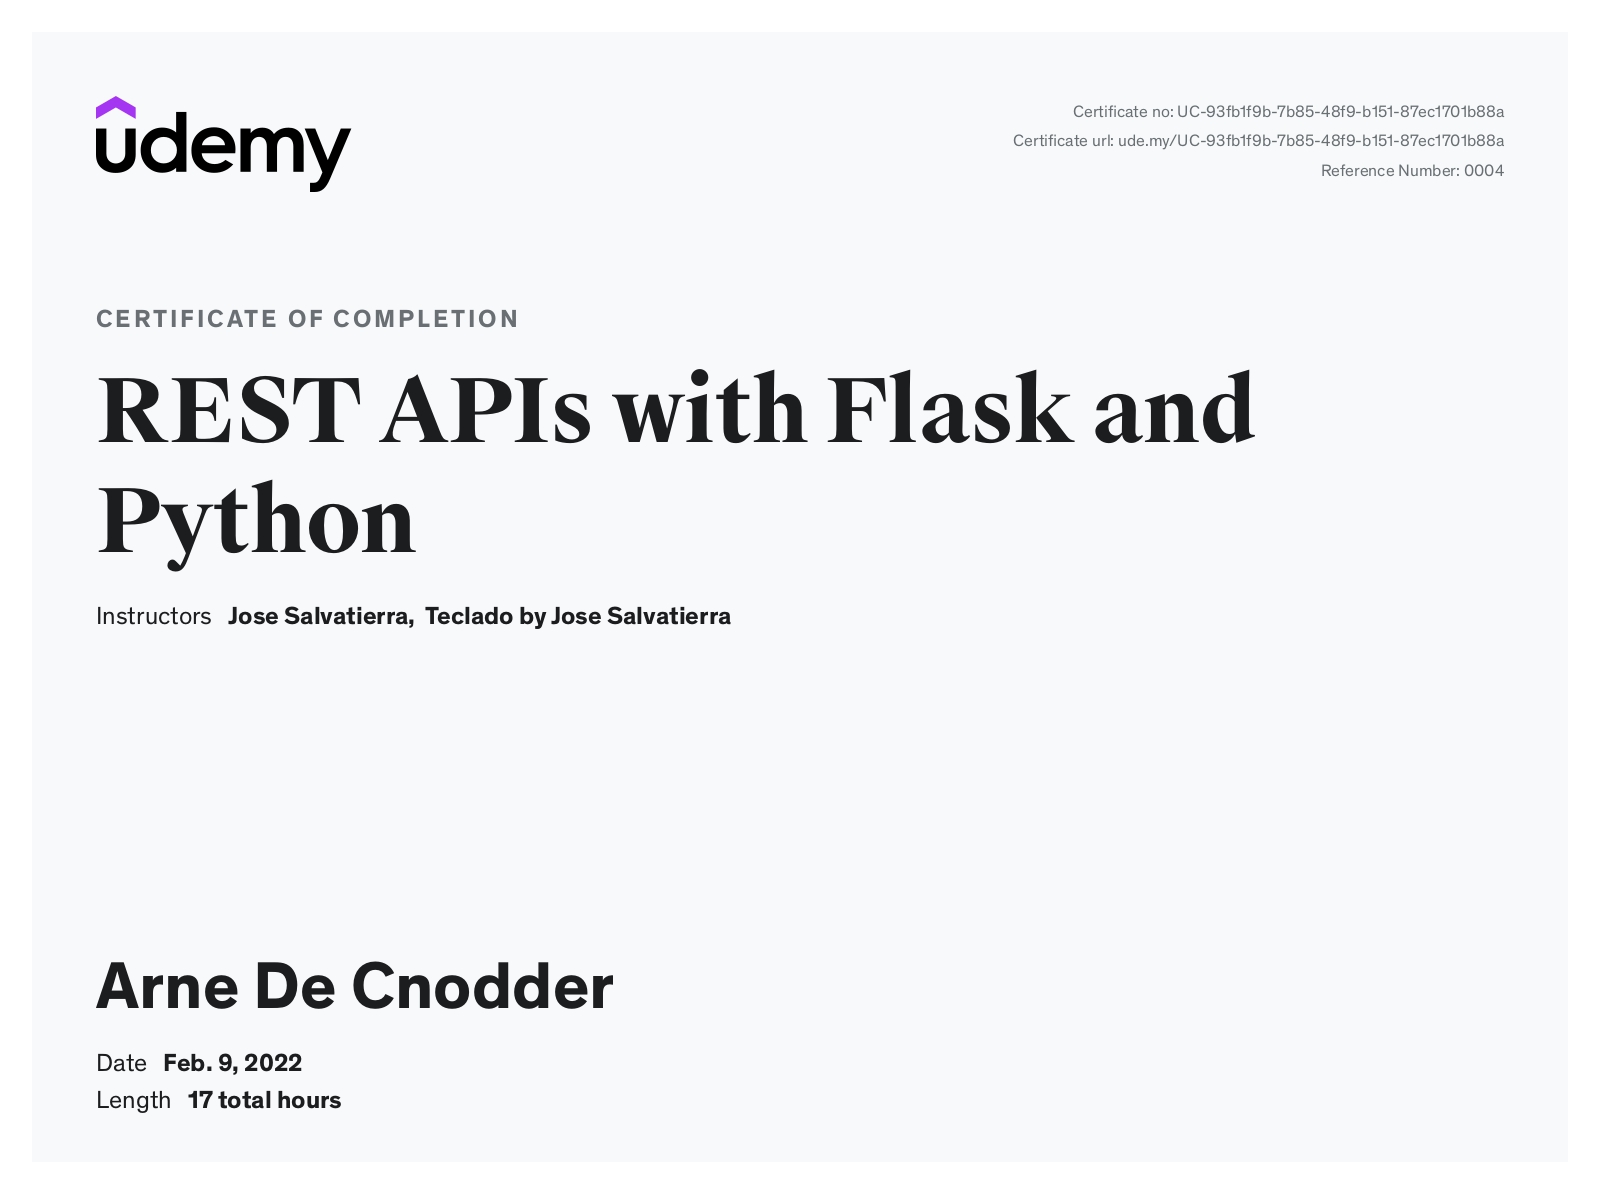 udemy
Certificate no: UC-93fb1f9b-7b85-48f9-b151-87ec1701b88a
Certificate url: ude.my/UC-93fb1f9b-7b85-48f9-b151-87ec1701b88a
Reference Number: 0004
CERTIFICATE OF COMPLETION
REST APIs with Flask and
Python
Instructors Jose Salvatierra, Teclado by Jose Salvatierra
Arne De Cnodder
Date Feb. 9, 2022
Length 17 total hours